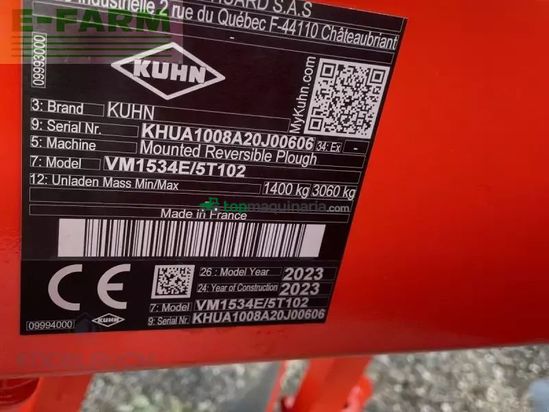 E-FARM
HUARD S.A.S
Industrielle 2 rue du Québec F-44110 Châteaubriant
09993000
KUHN
MyKuhn.com
3: Brand KUHN
9: Serial Nr. KHUA1008A20J00606 34: Ex -
5: Machine Mounted Reversible Plough
7: Model VM1534E/5T102
12: Unladen Mass Min/Max 1400 kg 3060 kg
topmaquinaria.com
Made in France
CE
26: Model Year 2023
24: Year of Construction 2023
7: Model VM1534E/5T102
9: Serial Nr. KHUA1008A20J00606
09994000
KUHN